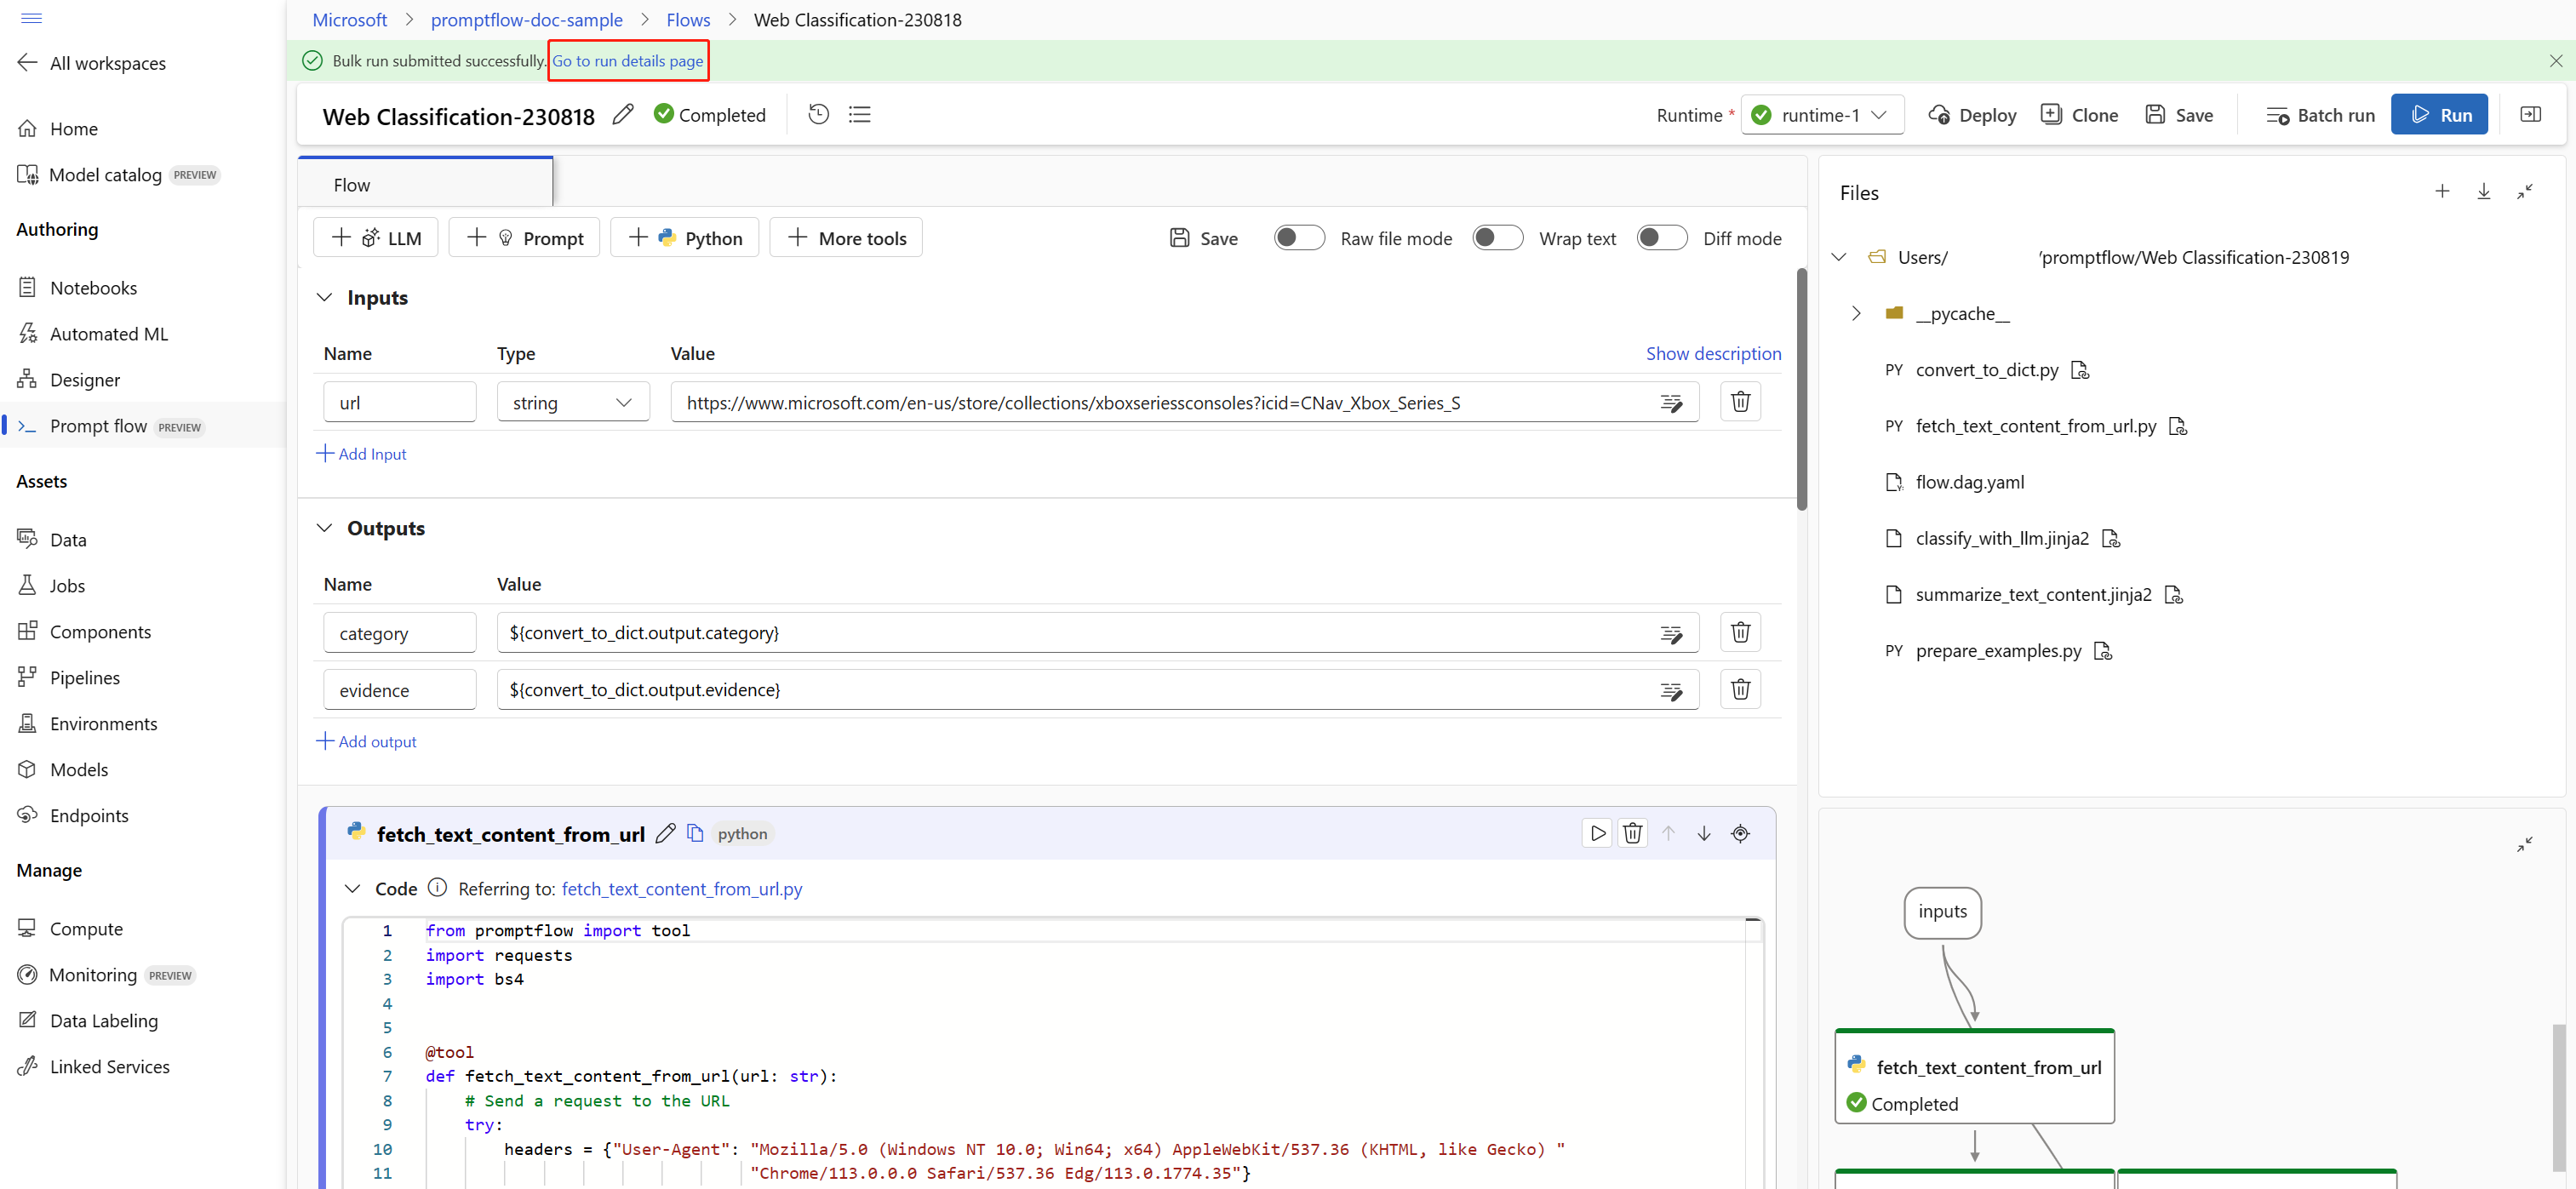 Microsoft > promptflow-doc-sample > Flows > Web Classification-230818
Bulk run submitted successfully. Go to run details page
All workspaces
Home
Model catalog PREVIEW
Authoring
Notebooks
Automated ML
Designer
Prompt flow PREVIEW
Assets
Data
Jobs
Components
Pipelines
Environments
Models
Endpoints
Manage
Compute
Monitoring PREVIEW
Data Labeling
Linked Services
Web Classification-230818 Completed
Runtime * runtime-1 Deploy Clone Save Batch run Run
Flow
LLM Prompt Python More tools
Save Raw file mode Wrap text Diff mode
Inputs
Name Type Value Show description
url string https://www.microsoft.com/en-us/store/collections/xboxseriessconsoles?icid=CNav_Xbox_Series_S
Add Input
Outputs
Name Value
category ${convert_to_dict.output.category}
evidence ${convert_to_dict.output.evidence}
Add output
fetch_text_content_from_url python
Code Referring to: fetch_text_content_from_url.py
1 from promptflow import tool
2 import requests
3 import bs4
4
5
6 @tool
7 def fetch_text_content_from_url(url: str):
8 # Send a request to the URL
9 try:
10 headers = {"User-Agent": "Mozilla/5.0 (Windows NT 10.0; Win64; x64) AppleWebKit/537.36 (KHTML, like Gecko) "
11 "Chrome/113.0.0.0 Safari/537.36 Edg/113.0.1774.35"}
Files
Users/ /promptflow/Web Classification-230819
__pycache__
PY convert_to_dict.py
PY fetch_text_content_from_url.py
flow.dag.yaml
classify_with_llm.jinja2
summarize_text_content.jinja2
PY prepare_examples.py
inputs
fetch_text_content_from_url
Completed